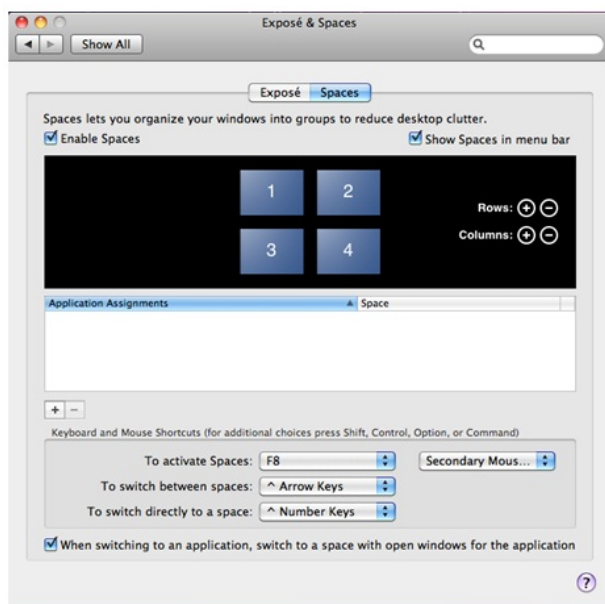 Exposé & Spaces
Show All
Exposé Spaces
Spaces lets you organize your windows into groups to reduce desktop clutter.
Enable Spaces Show Spaces in menu bar
1 2
Rows: + −
Columns: + −
3 4
Application Assignments Space
+ −
Keyboard and Mouse Shortcuts (for additional choices press Shift, Control, Option, or Command)
To activate Spaces: F8 Secondary Mous...
To switch between spaces: ^ Arrow Keys
To switch directly to a space: ^ Number Keys
When switching to an application, switch to a space with open windows for the application
?